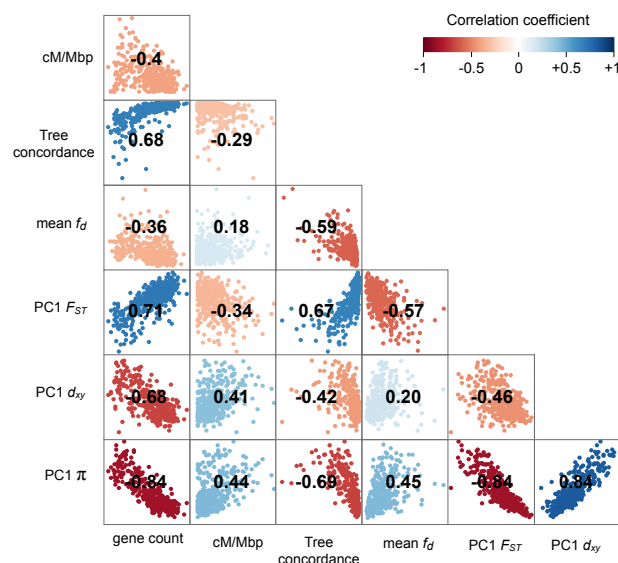 Correlation coefficient
-1 -0.5 0 +0.5 +1
cM/Mbp
-0.4
Tree
concordance
0.68 -0.29
mean fd
-0.36 0.18 -0.59
PC1 FST
0.71 -0.34 0.67 -0.57
PC1 dxy
-0.68 0.41 -0.42 0.20 -0.46
PC1 π
-0.84 0.44 -0.69 0.45 -0.84 0.84
gene count cM/Mbp Tree
concordance mean fd PC1 FST PC1 dxy